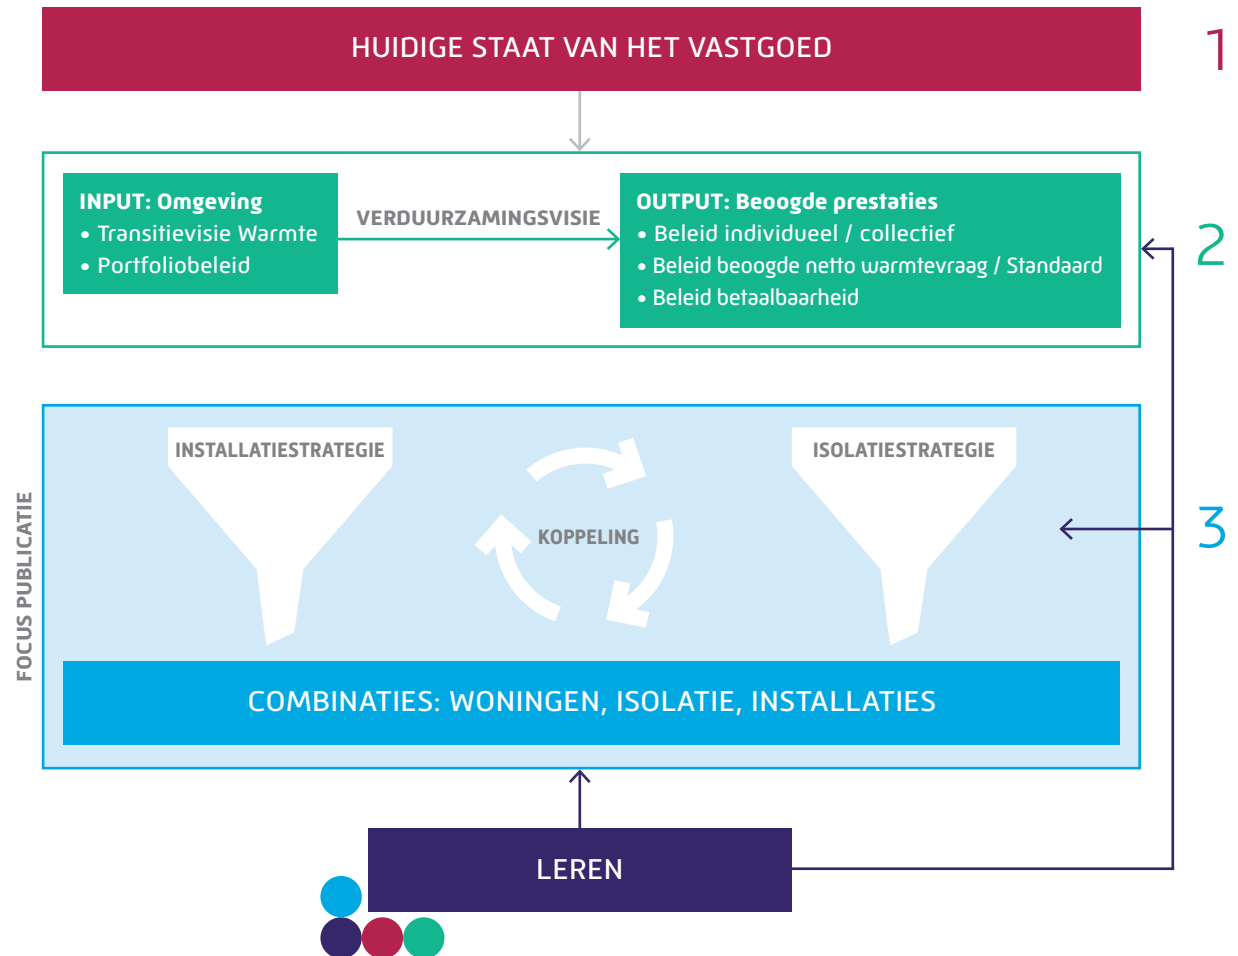 HUIDIGE STAAT VAN HET VASTGOED
1
INPUT: Omgeving
• Transitievisie Warmte
• Portfoliobeleid
VERDUURZAMINGSVISIE
OUTPUT: Beoogde prestaties
• Beleid individueel / collectief
• Beleid beoogde netto warmtevraag / Standaard
• Beleid betaalbaarheid
2
FOCUS PUBLICATIE
INSTALLATIESTRATEGIE
KOPPELING
ISOLATIESTRATEGIE
3
COMBINATIES: WONINGEN, ISOLATIE, INSTALLATIES
LEREN